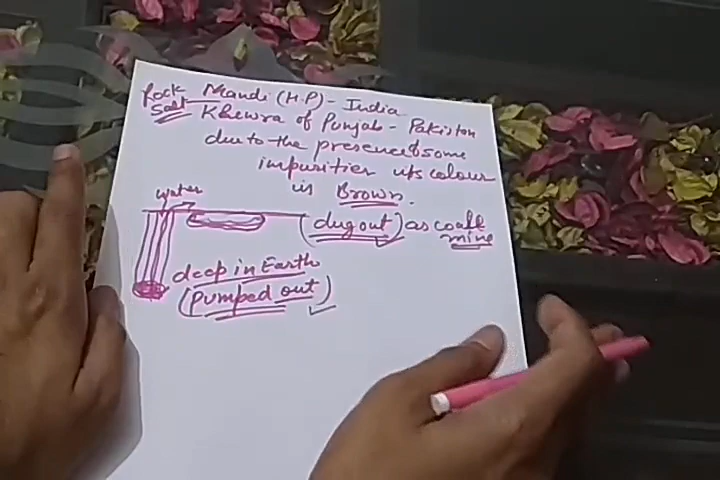 Rock Mandi (H.P) - India
Salt Khewra of Punjab - Pakistan
due to the presence of some
impurities its colour
is Brown.
water
(dug out) as coal
mine
deep in Earth
(pumped out)